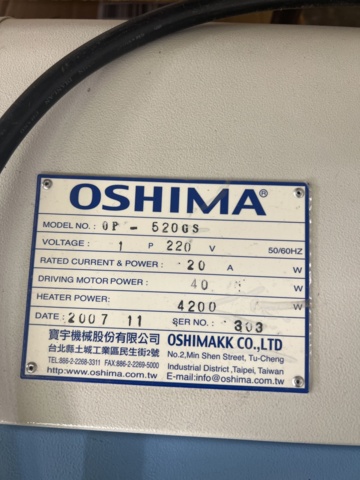 OSHIMA®
MODEL NO.: OP - 520GS
VOLTAGE : 1 P 220 V 50/60HZ
RATED CURRENT & POWER : 20 A W
DRIVING MOTOR POWER : 40 W
HEATER POWER: 4200 W
DATE : 2007 11 SER NO. : 303
寶宇機械股份有限公司
台北縣土城工業區民生街2號
TEL:886-2-2268-3311 FAX:886-2-2269-5000
http:www.oshima.com.tw
OSHIMAKK CO.,LTD
No.2,Min Shen Street, Tu-Cheng
Industrial District ,Taipei, Taiwan
E-mail:info@oshima.com.tw